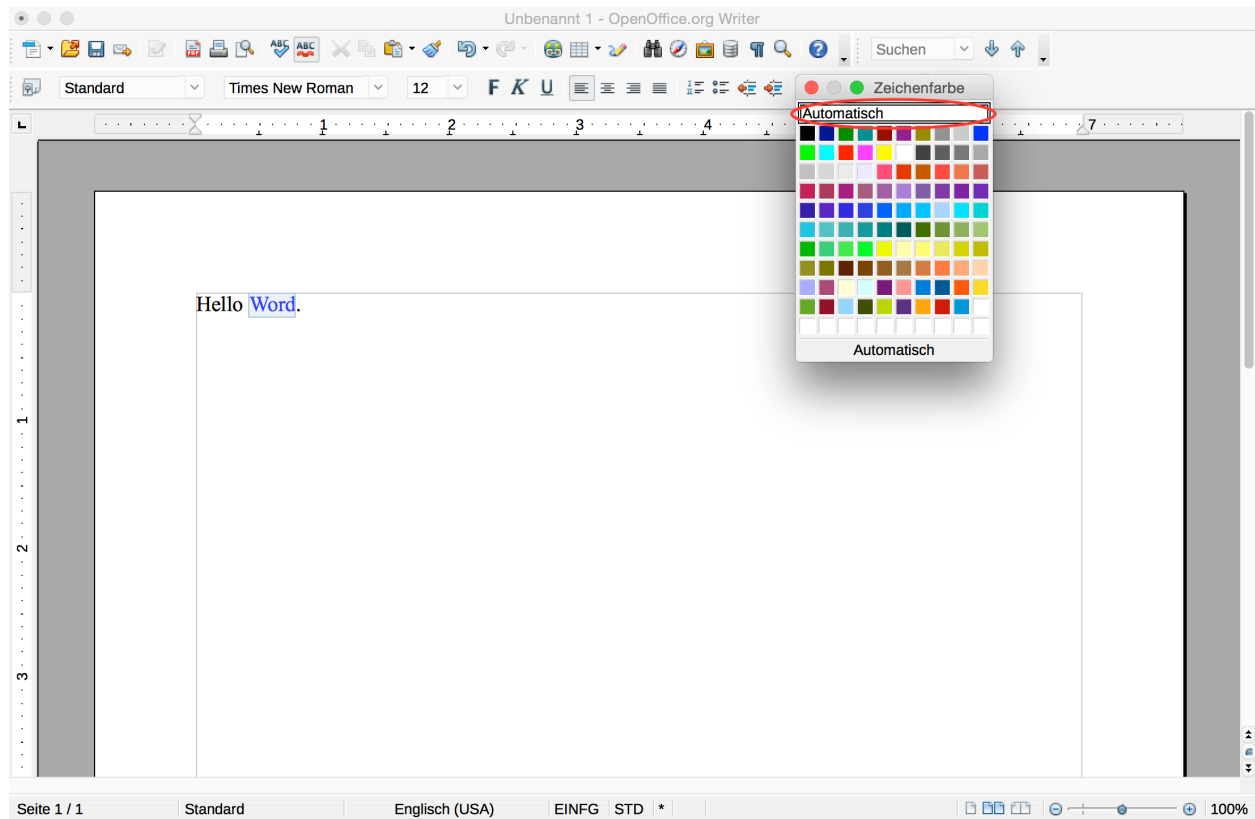 Unbenannt 1 - OpenOffice.org Writer
Suchen
Standard Times New Roman 12 F K U
Zeichenfarbe
Automatisch
1 2 3 4 7
Hello Word.
Automatisch
1
2
3
Seite 1 / 1 Standard Englisch (USA) EINFG STD * 100%